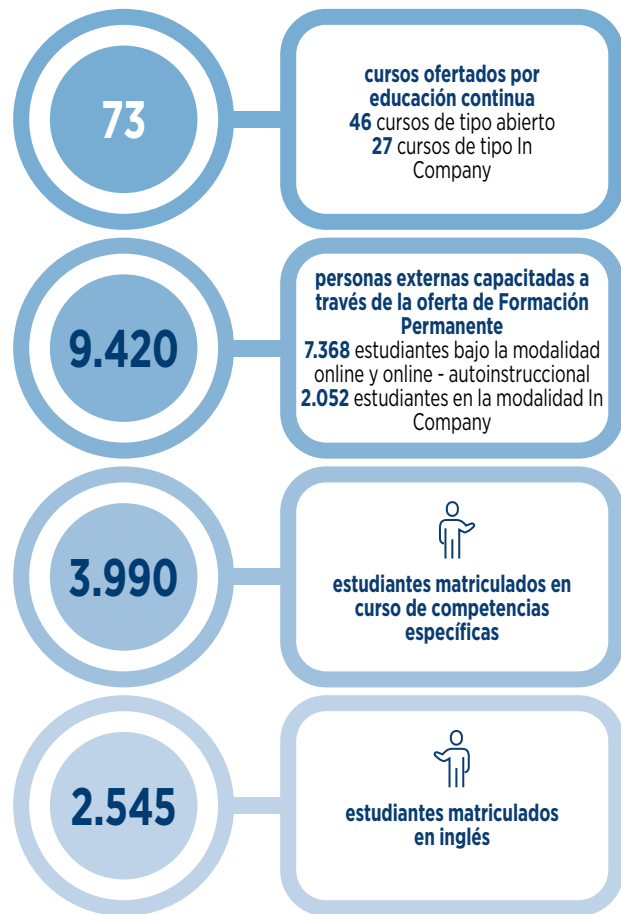 73
cursos ofertados por
educación continua
46 cursos de tipo abierto
27 cursos de tipo In
Company
9.420
personas externas capacitadas a
través de la oferta de Formación
Permanente
7.368 estudiantes bajo la modalidad
online y online - autoinstruccional
2.052 estudiantes en la modalidad In
Company
3.990
estudiantes matriculados en
curso de competencias
específicas
2.545
estudiantes matriculados
en inglés